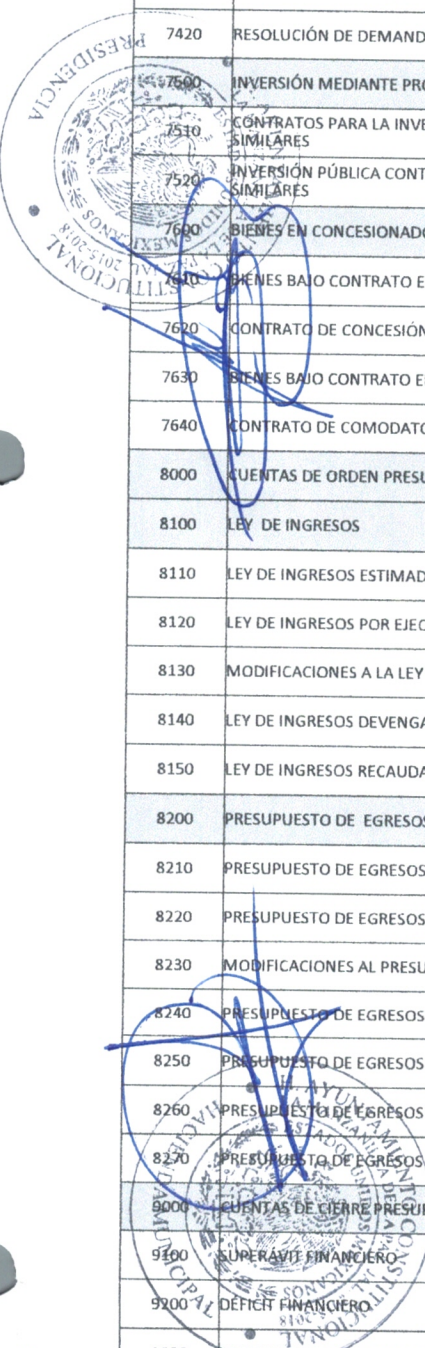 7420 RESOLUCIÓN DE DEMAND
7500 INVERSIÓN MEDIANTE PRO
7510 CONTRATOS PARA LA INVE
SIMILARES
7520 INVERSIÓN PÚBLICA CONT
SIMILARES
7600 BIENES EN CONCESIONADO
7610 BIENES BAJO CONTRATO E
7620 CONTRATO DE CONCESIÓN
7630 BIENES BAJO CONTRATO E
7640 CONTRATO DE COMODATO
8000 CUENTAS DE ORDEN PRESU
8100 LEY DE INGRESOS
8110 LEY DE INGRESOS ESTIMAD
8120 LEY DE INGRESOS POR EJEC
8130 MODIFICACIONES A LA LEY
8140 LEY DE INGRESOS DEVENGA
8150 LEY DE INGRESOS RECAUDA
8200 PRESUPUESTO DE EGRESOS
8210 PRESUPUESTO DE EGRESOS
8220 PRESUPUESTO DE EGRESOS
8230 MODIFICACIONES AL PRESU
8240 PRESUPUESTO DE EGRESOS
8250 PRESUPUESTO DE EGRESOS
8260 PRESUPUESTO DE EGRESOS
8270 PRESUPUESTO DE EGRESOS
9000 CUENTAS DE CIERRE PRESUP
9100 SUPERÁVIT FINANCIERO
9200 DÉFICIT FINANCIERO
PRESIDENCIA
H. AYUNTAMIENTO CONSTITUCIONAL
HACIENDA MUNICIPAL